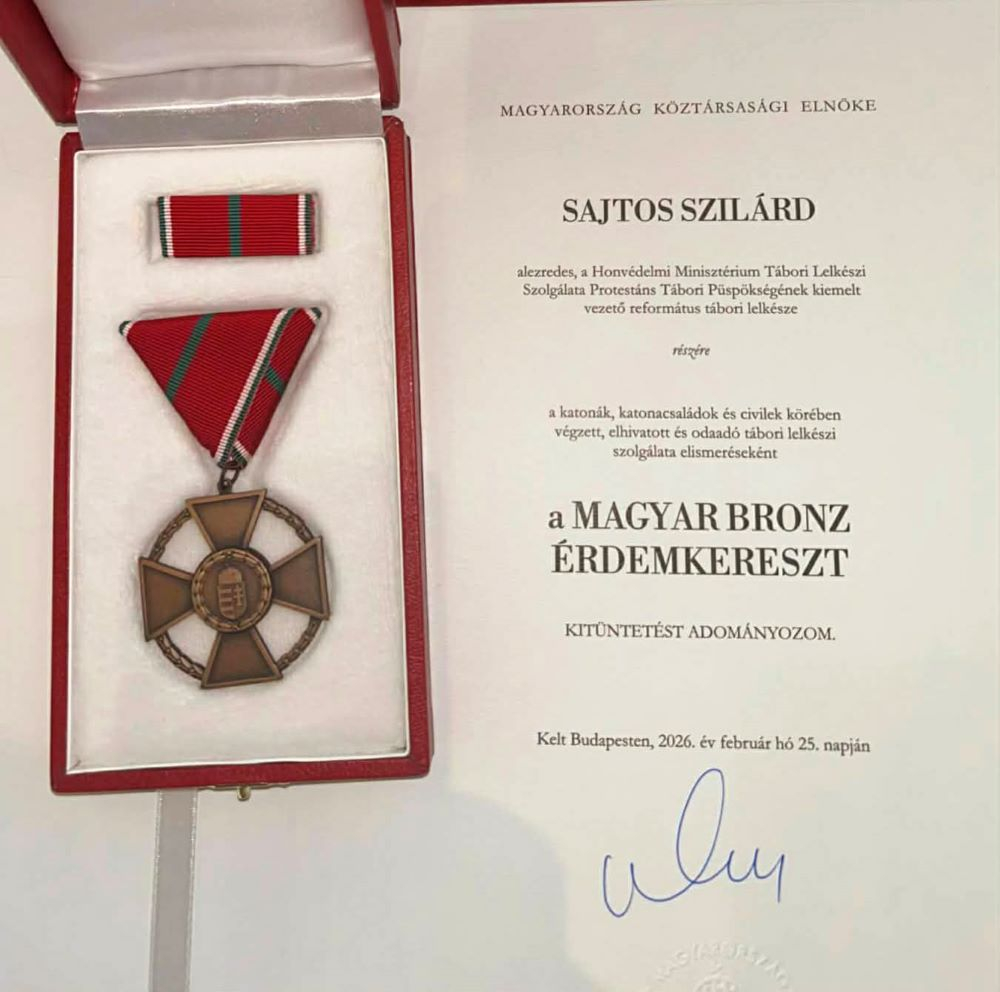 MAGYARORSZÁG KÖZTÁRSASÁGI ELNÖKE
SAJTOS SZILÁRD
alezredes, a Honvédelmi Minisztérium Tábori Lelkészi
Szolgálata Protestáns Tábori Püspökségének kiemelt
vezető református tábori lelkésze
részére
a katonák, katonacsaládok és civilek körében
végzett, elhivatott és odaadó tábori lelkészi
szolgálata elismeréseként
a MAGYAR BRONZ
ÉRDEMKERESZT
KITÜNTETÉST ADOMÁNYOZOM.
Kelt Budapesten, 2026. év február hó 25. napján
MAGYARORSZÁG